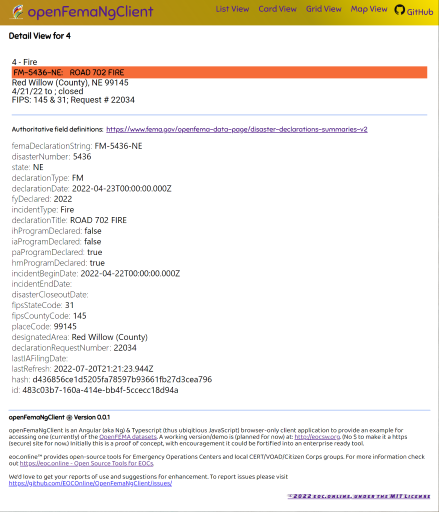 openFemaNgClient
List View Card View Grid View Map View GitHub
Detail View for 4
4 - Fire
FM-5436-NE: ROAD 702 FIRE
Red Willow (County), NE 99145
4/21/22 to ; closed
FIPS: 145 & 31; Request # 22034
Authoritative field definitions: https://www.fema.gov/openfema-data-page/disaster-declarations-summaries-v2
femaDeclarationString: FM-5436-NE
disasterNumber: 5436
state: NE
declarationType: FM
declarationDate: 2022-04-23T00:00:00.000Z
fyDeclared: 2022
incidentType: Fire
declarationTitle: ROAD 702 FIRE
ihProgramDeclared: false
iaProgramDeclared: false
paProgramDeclared: true
hmProgramDeclared: true
incidentBeginDate: 2022-04-22T00:00:00.000Z
incidentEndDate:
disasterCloseoutDate:
fipsStateCode: 31
fipsCountyCode: 145
placeCode: 99145
designatedArea: Red Willow (County)
declarationRequestNumber: 22034
lastIAFilingDate:
lastRefresh: 2022-07-20T21:21:23.944Z
hash: d436856ce1d5205fa78597b93661fb27d3cea796
id: 483c03b7-160a-414e-bb4f-5ccecc18d94a
openFemaNgClient @ Version 0.0.1
openFemaNgClient is an Angular (aka Ng) & Typescript (thus ubiqitious JavaScript) browser-only client application to provide an example for
accessing one (currently) of the OpenFEMA datasets. A working version/demo is (planned for now) at: http://eocsw.org. (No S to make it a https
(secure) site for now.) Initially this is a proof of concept, with encouragement it could be fortified into an enterprise ready tool.
eoconline™ provides open-source tools for Emergency Operations Centers and local CERT/VOAD/Citizen Corps groups. For more information check
out https://eoc.online - Open Source Tools for EOCs.
We'd love to get your reports of use and suggestions for enhancement. To report issues please visit
https://github.com/EOCOnline/OpenFemaNgClient/issues/
©2022 EOC.ONLINE, UNDER THE MIT LICENSE